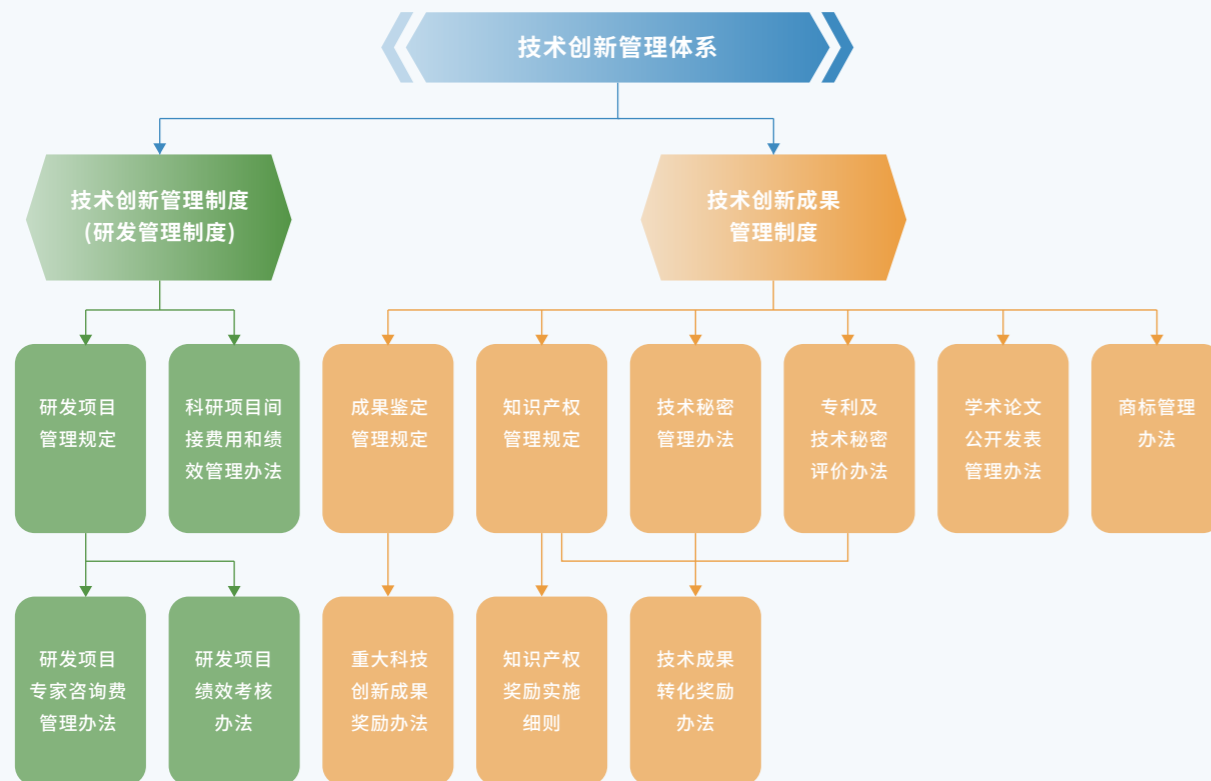 技术创新管理体系
技术创新管理制度
(研发管理制度)
技术创新成果
管理制度
研发项目
管理规定
科研项目间
接费用和绩
效管理办法
成果鉴定
管理规定
知识产权
管理规定
技术秘密
管理办法
专利及
技术秘密
评价办法
学术论文
公开发表
管理办法
商标管理
办法
研发项目
专家咨询费
管理办法
研发项目
绩效考核
办法
重大科技
创新成果
奖励办法
知识产权
奖励实施
细则
技术成果
转化奖励
办法